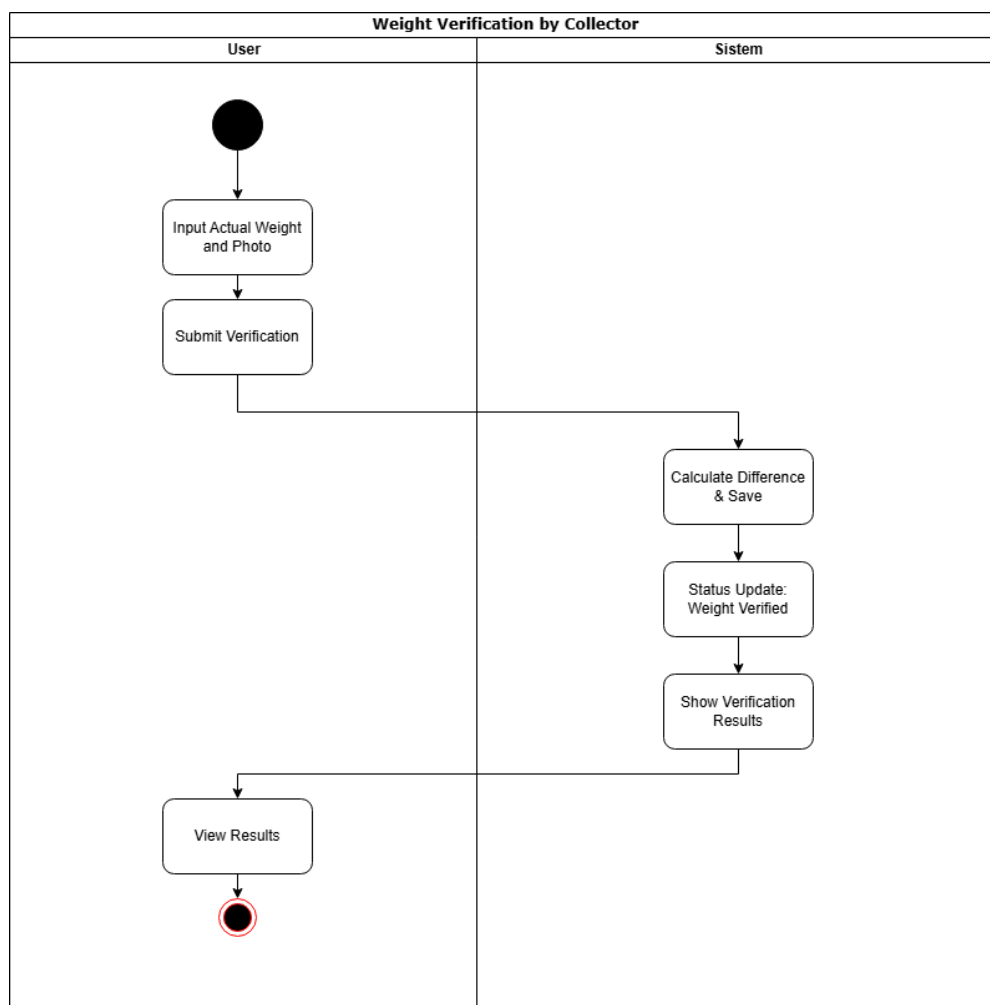 Weight Verification by Collector
User
Sistem
Input Actual Weight
and Photo
Submit Verification
Calculate Difference
& Save
Status Update:
Weight Verified
Show Verification
Results
View Results